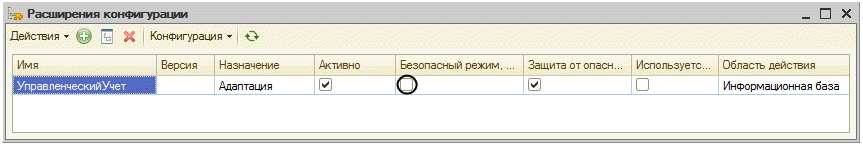 Расширения конфигурации
Действия Конфигурация
Имя Версия Назначение Активно Безопасный режим, ... Защита от опасн... Используетс... Область действия
УправленческийУчет Адаптация Информационная база